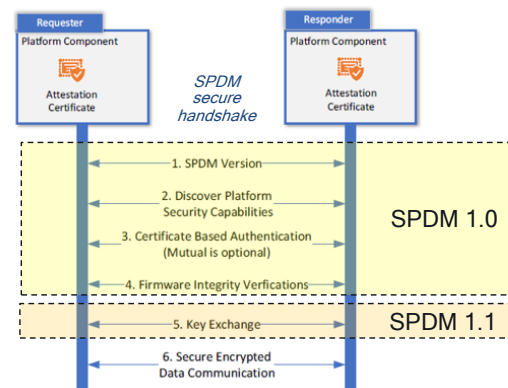 Requester
Responder
Platform Component
Platform Component
Attestation
Certificate
SPDM
secure
handshake
Attestation
Certificate
1. SPDM Version
2. Discover Platform
Security Capabilities
3. Certificate Based Authentication
(Mutual is optional)
4. Firmware Integrity Verfications
SPDM 1.0
5. Key Exchange
SPDM 1.1
6. Secure Encrypted
Data Communication